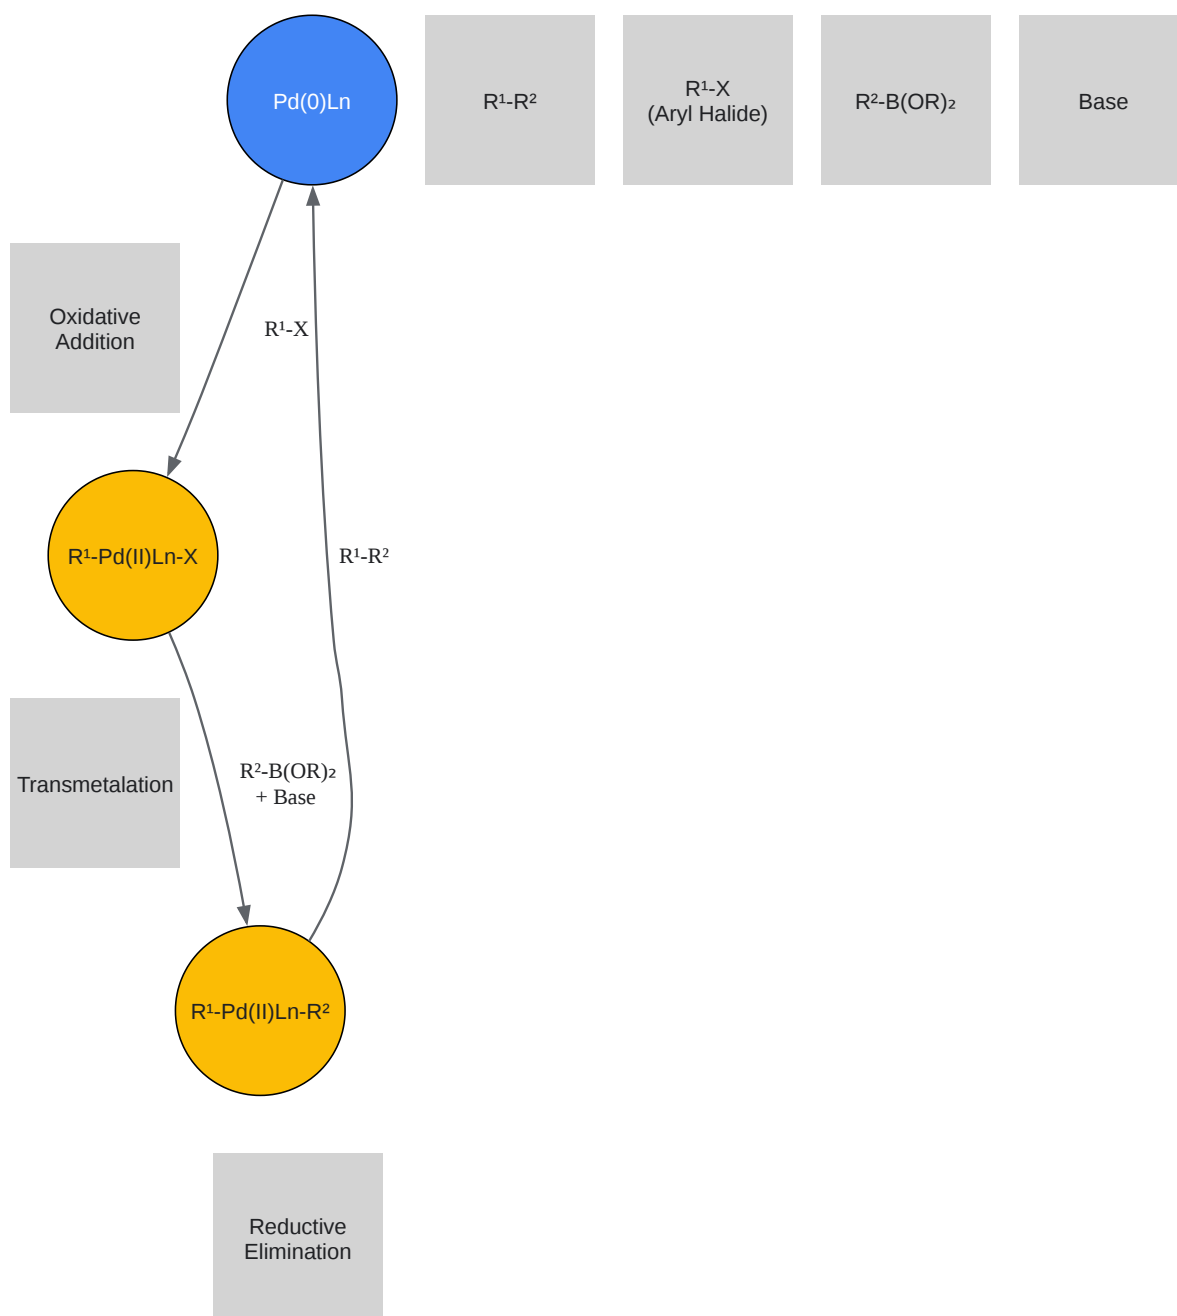 Pd(0)Ln
R¹-R²
R¹-X
(Aryl Halide)
R²-B(OR)₂
Base
Oxidative
Addition
R¹-X
R¹-Pd(II)Ln-X
R¹-R²
Transmetalation
R²-B(OR)₂
+ Base
R¹-Pd(II)Ln-R²
Reductive
Elimination